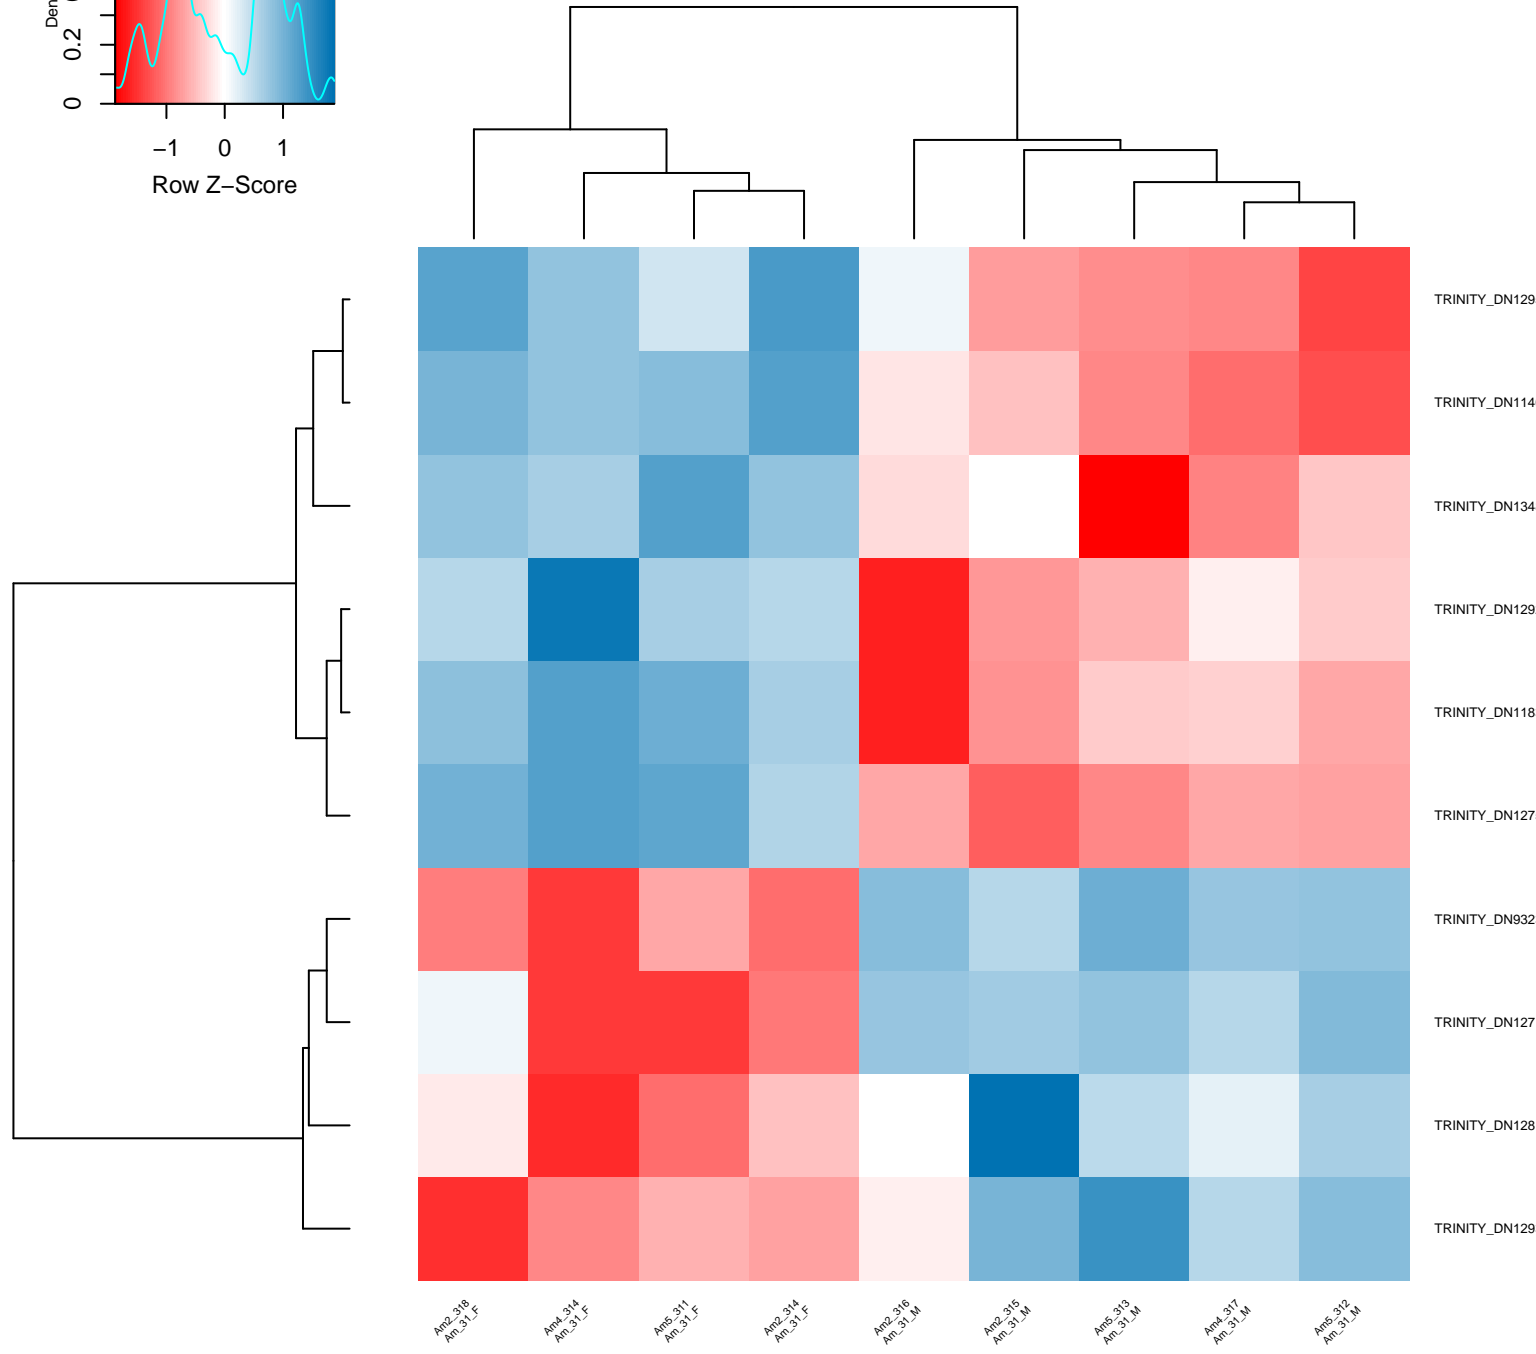 0 0.2 Den
−1 0 1
Row Z−Score
TRINITY_DN129
TRINITY_DN114
TRINITY_DN134
TRINITY_DN129
TRINITY_DN118
TRINITY_DN127
TRINITY_DN932
TRINITY_DN127
TRINITY_DN128
TRINITY_DN129
Am2_318
Am_31_F
Am4_314
Am_31_F
Am5_311
Am_31_F
Am2_314
Am_31_F
Am2_316
Am_31_M
Am2_315
Am_31_M
Am5_313
Am_31_M
Am4_317
Am_31_M
Am5_312
Am_31_M